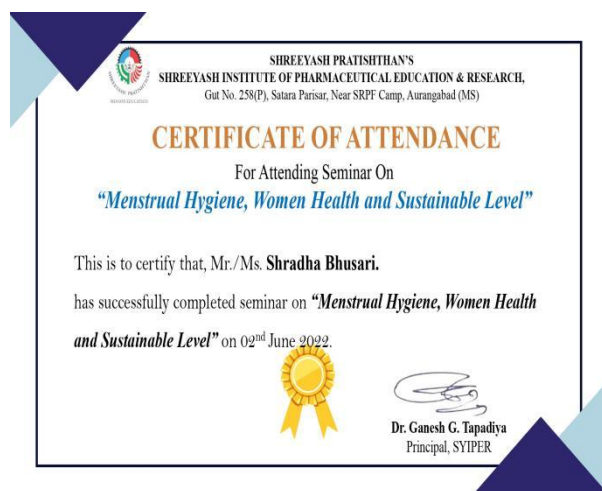 SHREEYASH PRATISHTHAN'S
SHREEYASH INSTITUTE OF PHARMACEUTICAL EDUCATION & RESEARCH,
Gut No. 258(P), Satara Parisar, Near SRPF Camp, Aurangabad (MS)
CERTIFICATE OF ATTENDANCE
For Attending Seminar On
“Menstrual Hygiene, Women Health and Sustainable Level”
This is to certify that, Mr./Ms. Shradha Bhusari.
has successfully completed seminar on “Menstrual Hygiene, Women Health
and Sustainable Level” on 02nd June 2022.
Dr. Ganesh G. Tapadiya
Principal, SYIPER